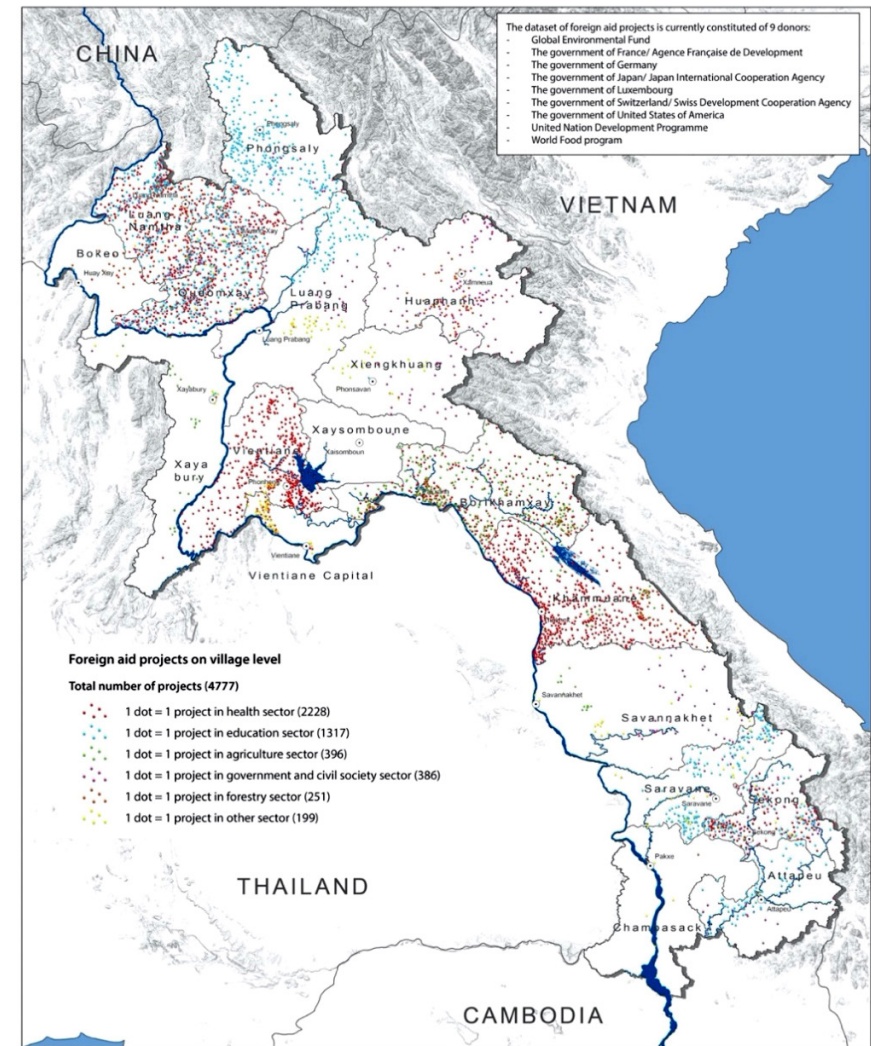 The dataset of foreign aid projects is currently constituted of 9 donors:
- Global Environmental Fund
- The government of France/ Agence Française de Development
- The government of Germany
- The government of Japan/ Japan International Cooperation Agency
- The government of Luxembourg
- The government of Switzerland/ Swiss Development Cooperation Agency
- The government of United States of America
- United Nation Development Programme
- World Food program
CHINA
VIETNAM
Phongsaly
Phongsaly
Luang
Namtha
Bokeo
Huay Xay
Oudomxay
Luang
Prabang
Luang Prabang
Huaphanh
Xamneua
Xiengkhuang
Phonsavan
Xayabury
Xaysomboune
Xaisomboun
Vientiane
Xaya
bury
Borikhamxay
Vientiane
Vientiane Capital
Khammuane
Foreign aid projects on village level
Total number of projects (4777)
1 dot = 1 project in health sector (2228)
1 dot = 1 project in education sector (1317)
1 dot = 1 project in agriculture sector (396)
1 dot = 1 project in government and civil society sector (386)
1 dot = 1 project in forestry sector (251)
1 dot = 1 project in other sector (199)
Savannakhet
Savannakhet
Saravane
Saravane
Sekong
Sekong
Pakxe
Attapeu
Attapeu
Champasack
THAILAND
CAMBODIA